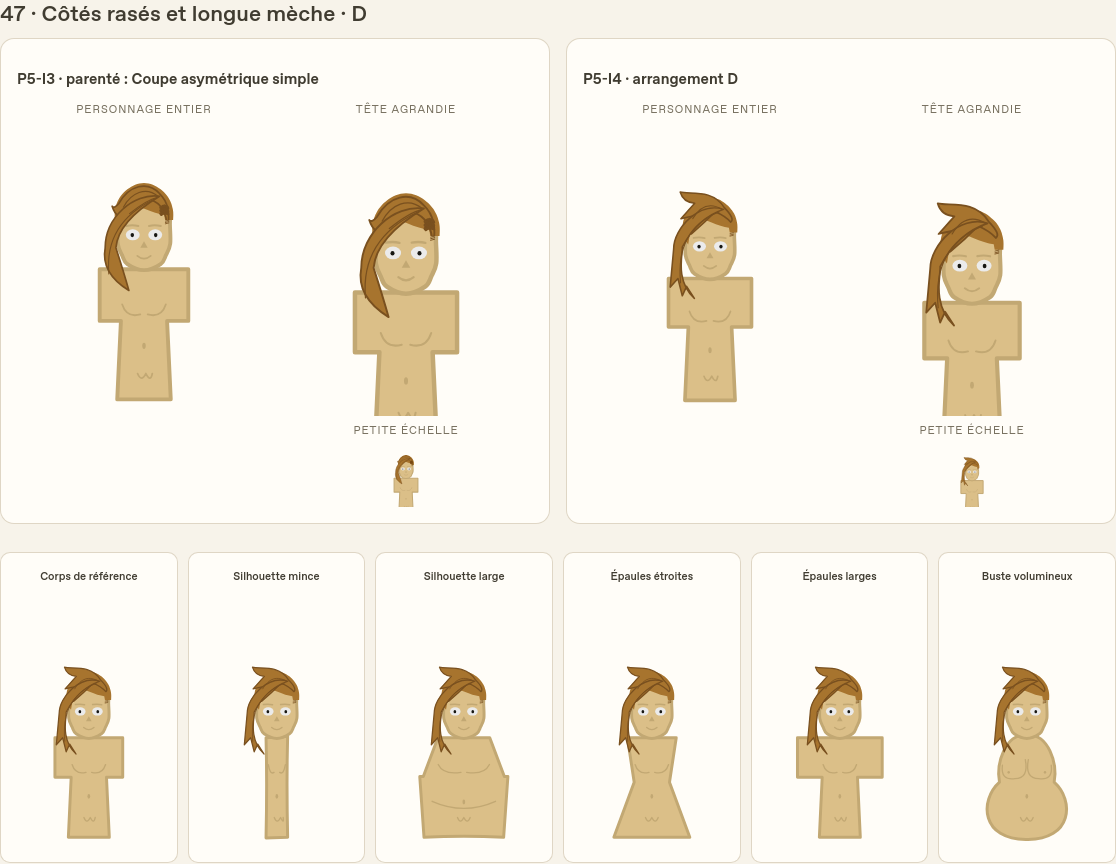 47 · Côtés rasés et longue mèche · D
P5-I3 · parenté : Coupe asymétrique simple
PERSONNAGE ENTIER
TÊTE AGRANDIE
PETITE ÉCHELLE
P5-I4 · arrangement D
PERSONNAGE ENTIER
TÊTE AGRANDIE
PETITE ÉCHELLE
Corps de référence
Silhouette mince
Silhouette large
Épaules étroites
Épaules larges
Buste volumineux